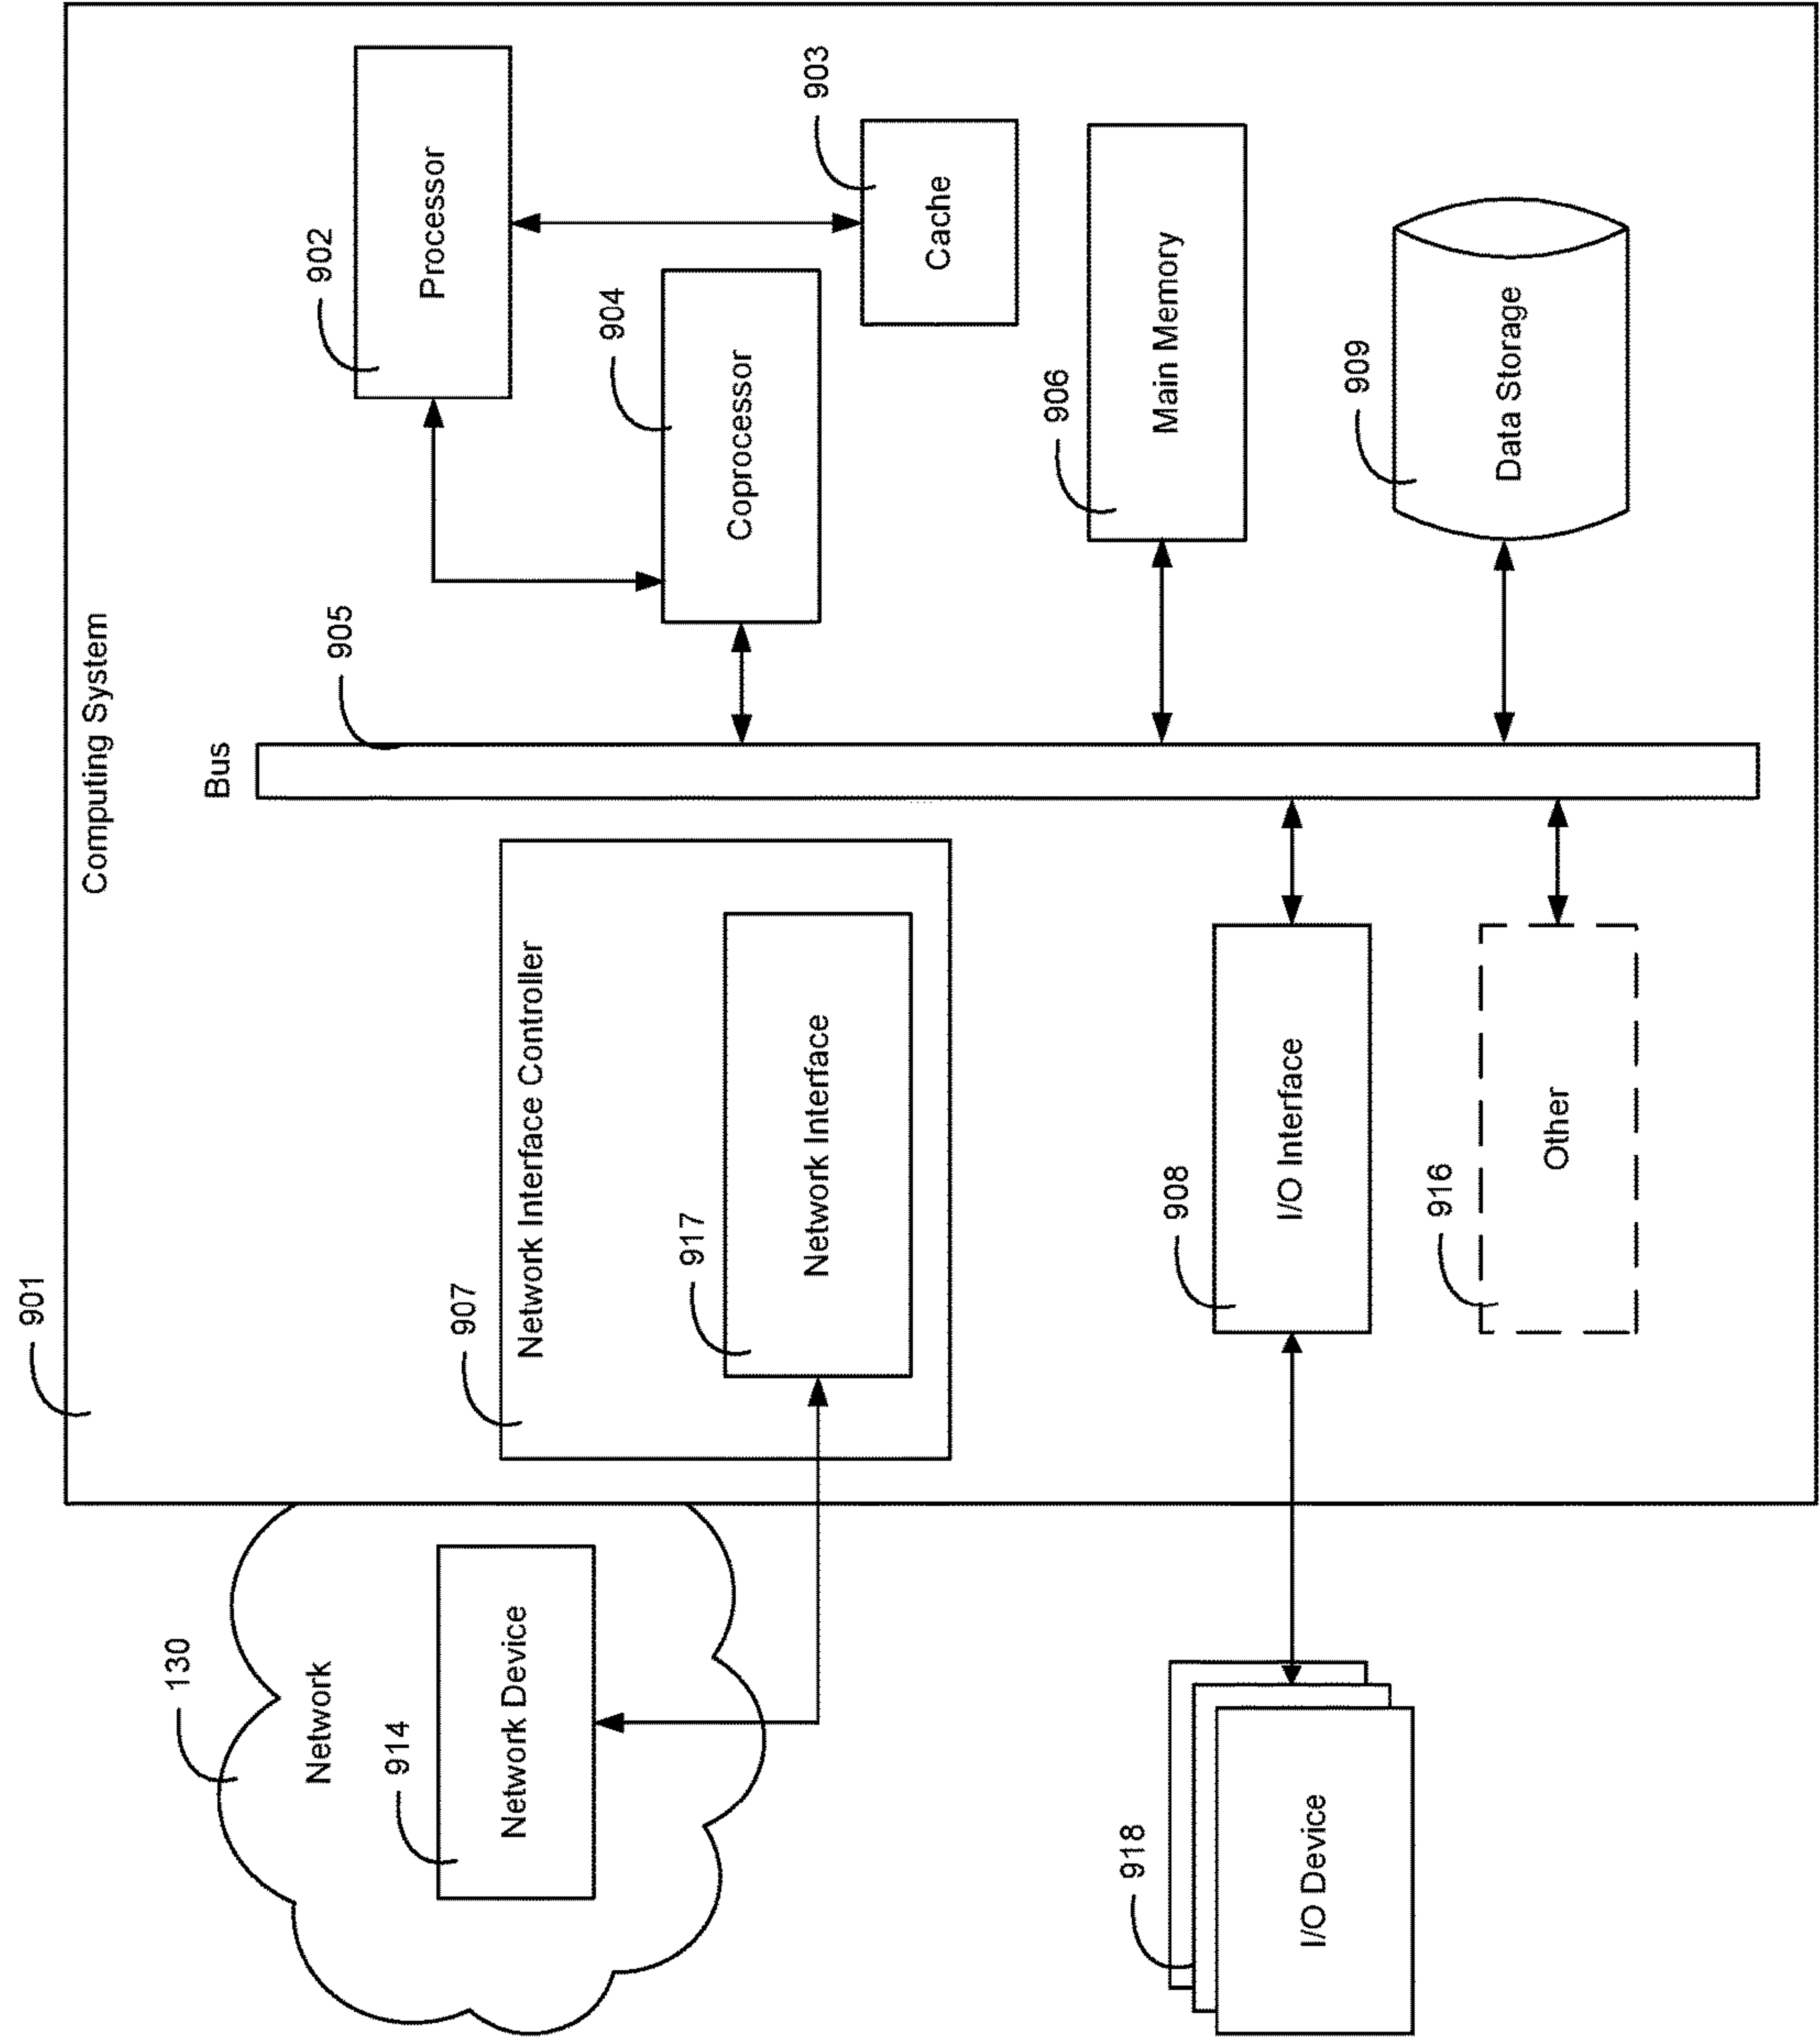 Computing System
901
Bus
905
902
Processor
904
Coprocessor
903
Cache
906
Main Memory
909
Data Storage
907
Network Interface Controller
917
Network Interface
908
I/O Interface
916
Other
130
Network
914
Network Device
918
I/O Device